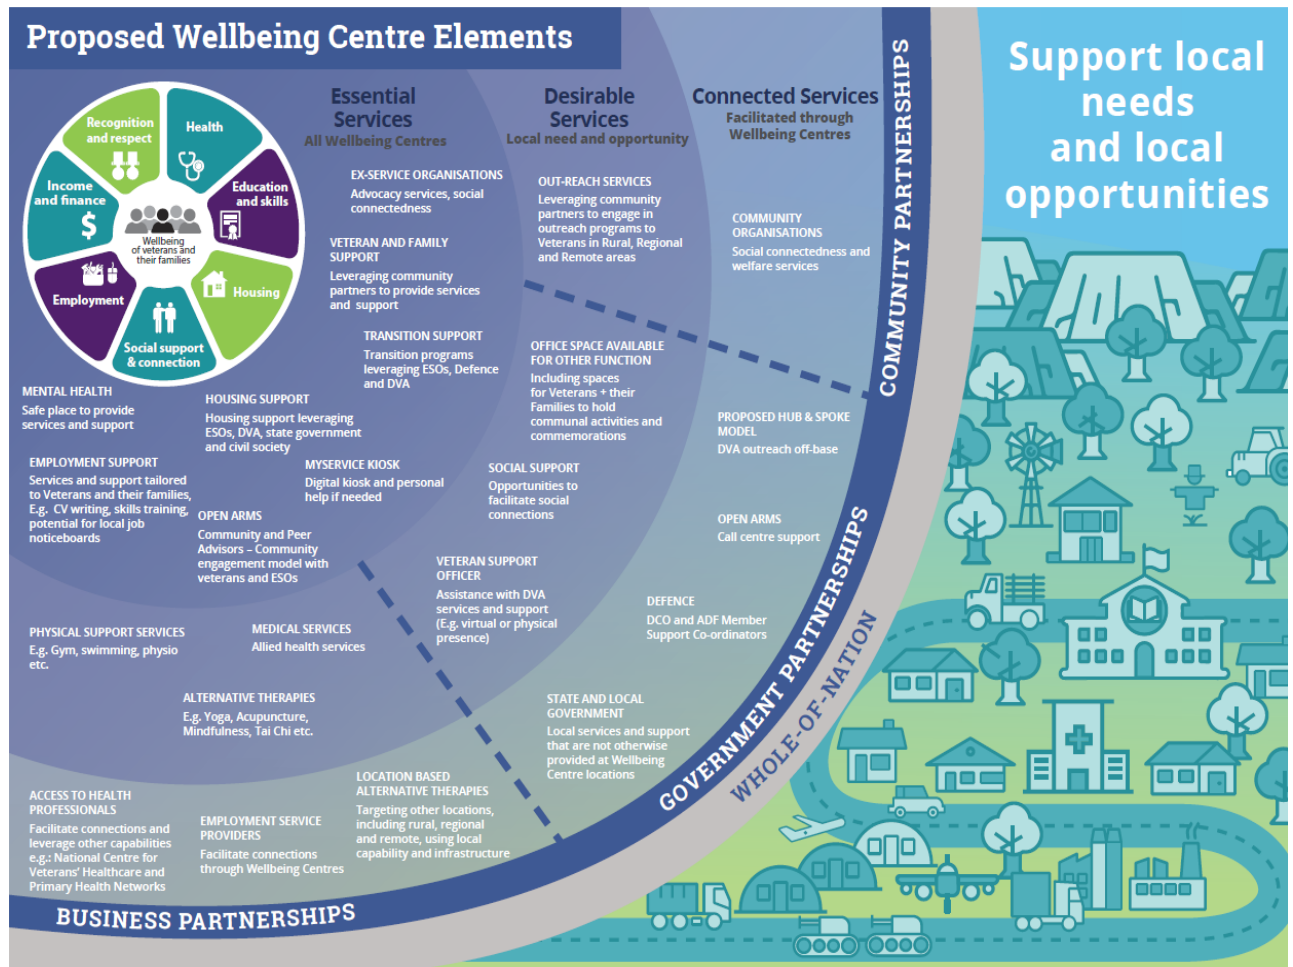 Proposed Wellbeing Centre Elements
Support local
needs
and local
opportunities
Recognition
and respect
Health
Education
and skills
Housing
Social support
& connection
Employment
Income
and finance
$
Wellbeing
of veterans and
their families
Essential
Services
All Wellbeing Centres
EX-SERVICE ORGANISATIONS
Advocacy services, social
connectedness
VETERAN AND FAMILY
SUPPORT
Leveraging community
partners to provide services
and support
TRANSITION SUPPORT
Transition programs
leveraging ESOs, Defence
and DVA
MENTAL HEALTH
Safe place to provide
services and support
HOUSING SUPPORT
Housing support leveraging
ESOs, DVA, state government
and civil society
EMPLOYMENT SUPPORT
Services and support tailored
to Veterans and their families,
E.g. CV writing, skills training,
potential for local job
noticeboards
MYSERVICE KIOSK
Digital kiosk and personal
help if needed
OPEN ARMS
Community and Peer
Advisors – Community
engagement model with
veterans and ESOs
Desirable
Services
Local need and opportunity
OUT-REACH SERVICES
Leveraging community
partners to engage in
outreach programs to
Veterans in Rural, Regional
and Remote areas
OFFICE SPACE AVAILABLE
FOR OTHER FUNCTION
Including spaces
for Veterans + their
Families to hold
communal activities and
commemorations
SOCIAL SUPPORT
Opportunities to
facilitate social
connections
VETERAN SUPPORT
OFFICER
Assistance with DVA
services and support
(E.g. virtual or physical
presence)
PHYSICAL SUPPORT SERVICES
E.g. Gym, swimming, physio
etc.
MEDICAL SERVICES
Allied health services
ALTERNATIVE THERAPIES
E.g. Yoga, Acupuncture,
Mindfulness, Tai Chi etc.
Connected Services
Facilitated through
Wellbeing Centres
COMMUNITY
ORGANISATIONS
Social connectedness and
welfare services
PROPOSED HUB & SPOKE
MODEL
DVA outreach off-base
OPEN ARMS
Call centre support
DEFENCE
DCO and ADF Member
Support Co-ordinators
STATE AND LOCAL
GOVERNMENT
Local services and support
that are not otherwise
provided at Wellbeing
Centre locations
LOCATION BASED
ALTERNATIVE THERAPIES
Targeting other locations,
including rural, regional
and remote, using local
capability and infrastructure
ACCESS TO HEALTH
PROFESSIONALS
Facilitate connections and
leverage other capabilities
e.g.: National Centre for
Veterans' Healthcare and
Primary Health Networks
EMPLOYMENT SERVICE
PROVIDERS
Facilitate connections
through Wellbeing Centres
COMMUNITY PARTNERSHIPS
GOVERNMENT PARTNERSHIPS
WHOLE-OF-NATION
BUSINESS PARTNERSHIPS